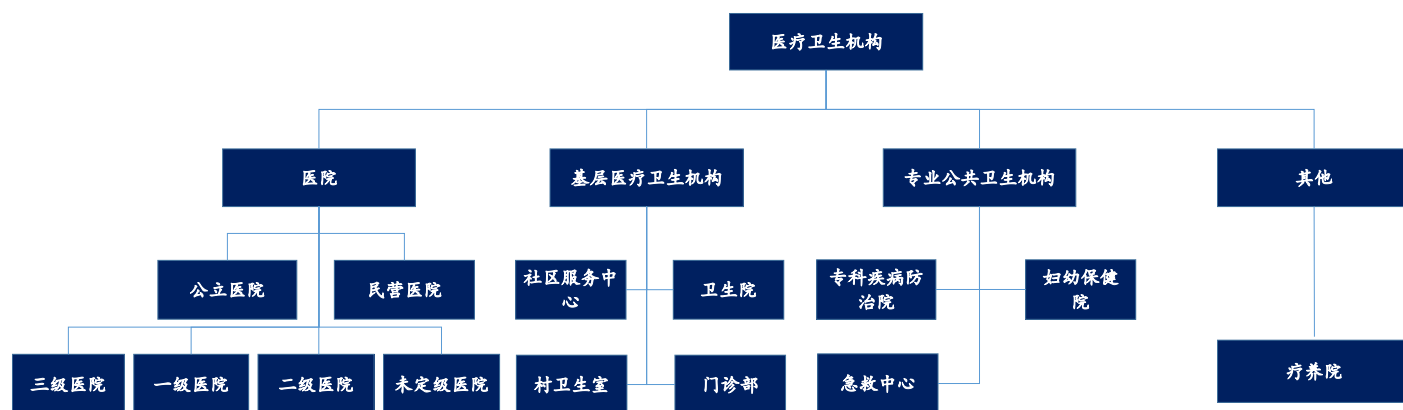 医疗卫生机构
医院
基层医疗卫生机构
专业公共卫生机构
其他
公立医院
民营医院
社区服务中
心
卫生院
专科疾病防
治院
妇幼保健
院
三级医院
一级医院
二级医院
未定级医院
村卫生室
门诊部
急救中心
疗养院